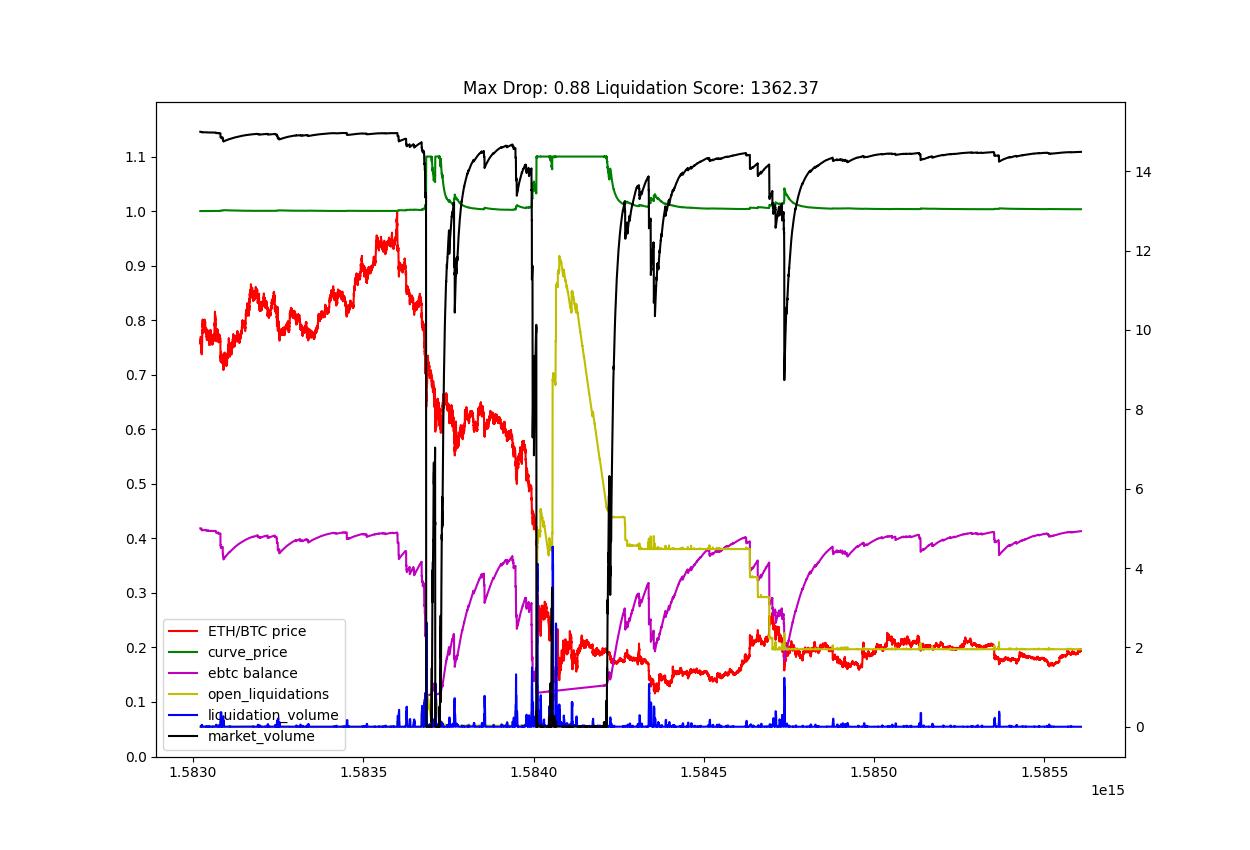 Max Drop: 0.88 Liquidation Score: 1362.37
1.1
1.0
0.9
0.8
0.7
0.6
0.5
0.4
0.3
0.2
0.1
0.0
14
12
10
8
6
4
2
0
ETH/BTC price
curve_price
ebtc balance
open_liquidations
liquidation_volume
market_volume
1.5830 1.5835 1.5840 1.5845 1.5850 1.5855
1e15